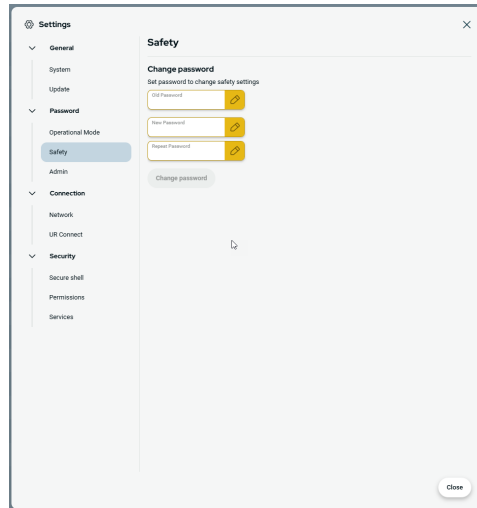 Settings
General
System
Update
Password
Operational Mode
Safety
Admin
Connection
Network
UR Connect
Security
Secure shell
Permissions
Services
Safety
Change password
Set password to change safety settings
Old Password
New Password
Repeat Password
Change password
Close